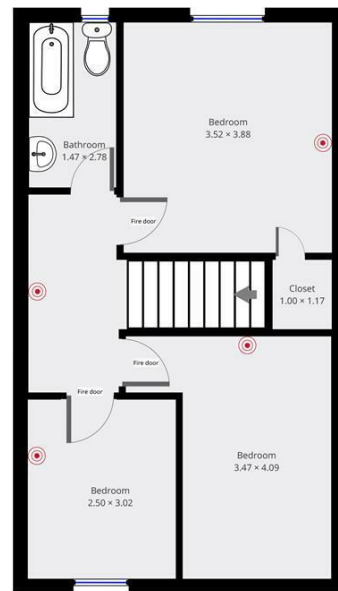 Bedroom
3.52 × 3.88
Bathroom
1.47 × 2.78
Fire door
Closet
1.00 × 1.17
Fire door
Fire door
Bedroom
3.47 × 4.09
Bedroom
2.50 × 3.02